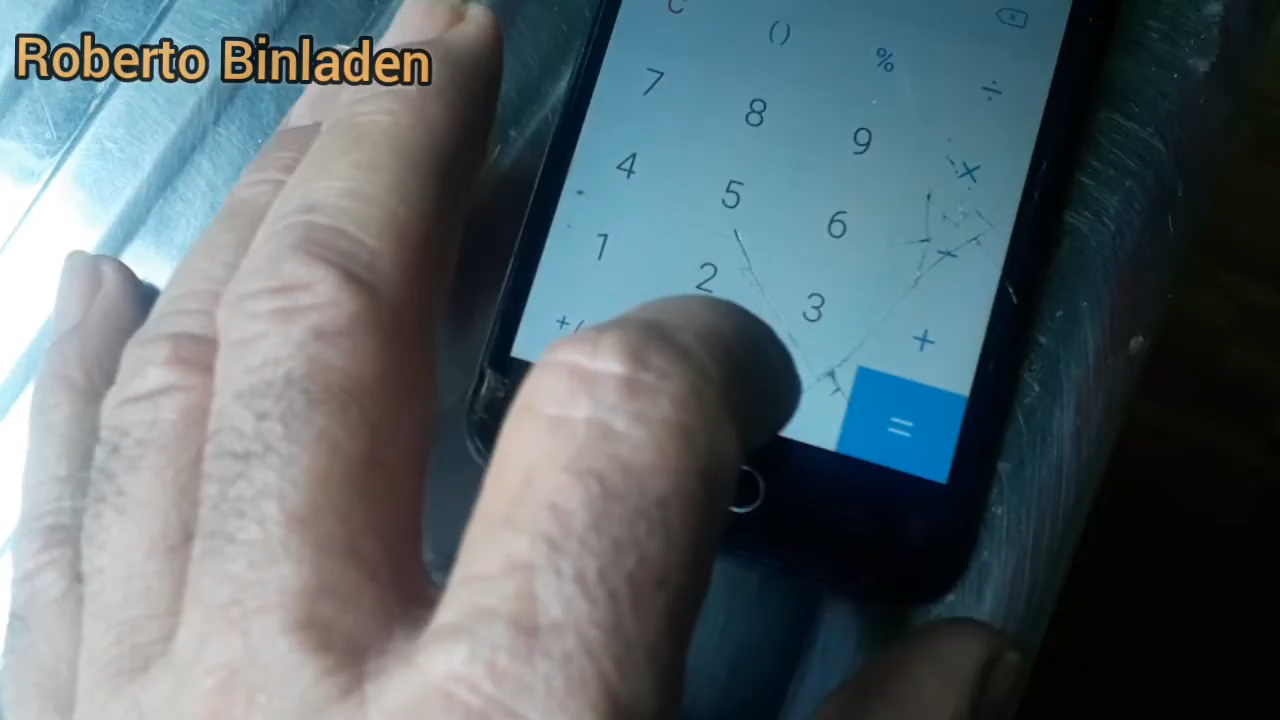 Roberto Binladen
C
() % ÷
7 8 9 ×
4 5 6 −
1 2 3 +
+/ =